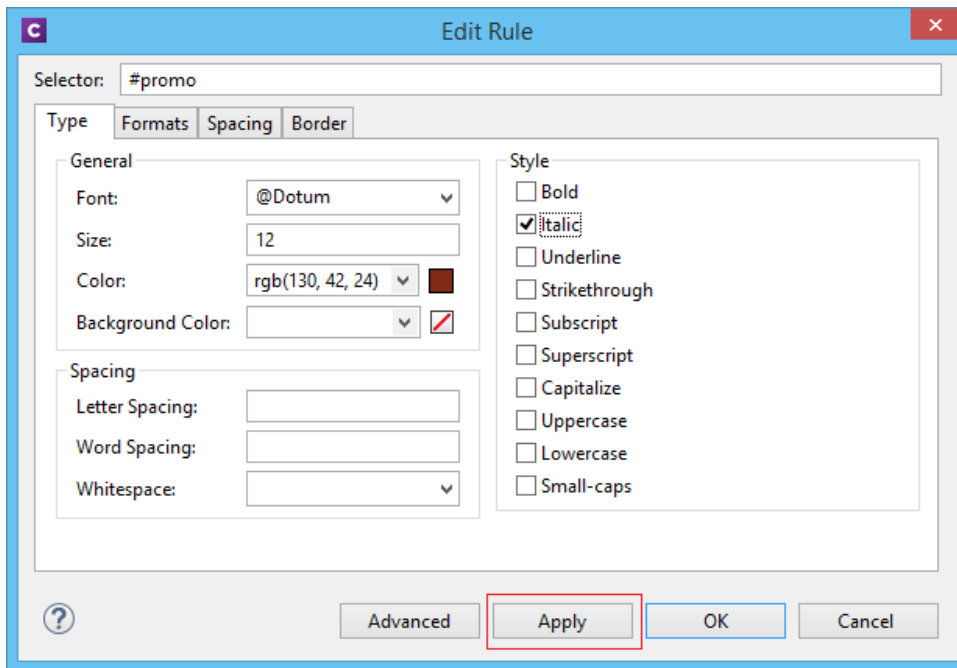 C
Edit Rule
Selector: #promo
Type Formats Spacing Border
General
Font: @Dotum
Size: 12
Color: rgb(130, 42, 24)
Background Color:
Spacing
Letter Spacing:
Word Spacing:
Whitespace:
Style
Bold
Italic
Underline
Strikethrough
Subscript
Superscript
Capitalize
Uppercase
Lowercase
Small-caps
? Advanced Apply OK Cancel